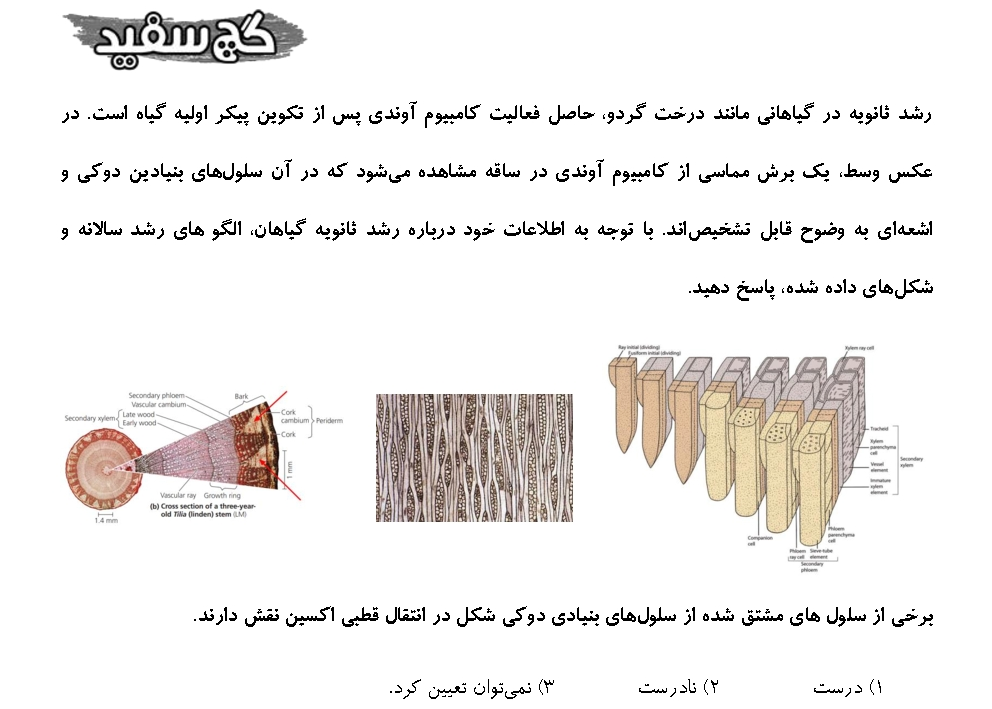 گچ سفید
رشد ثانویه در گیاهانی مانند درخت گردو، حاصل فعالیت کامبیوم آوندی پس از تکوین پیکر اولیه گیاه است. در
عکس وسط، یک برش مماسی از کامبیوم آوندی در ساقه مشاهده می‌شود که در آن سلول‌های بنیادین دوکی و
اشعه‌ای به وضوح قابل تشخیص‌اند. با توجه به اطلاعات خود درباره رشد ثانویه گیاهان، الگو های رشد سالانه و
شکل‌های داده شده، پاسخ دهید.
Secondary phloem
Vascular cambium
Secondary xylem
Late wood
Early wood
Bark
Cork
cambium
Periderm
Cork
1 mm
Vascular ray
Growth ring
1.4 mm
(b) Cross section of a three-year-
old Tilia (linden) stem (LM)
Ray initial (dividing)
Fusiform initial (dividing)
Xylem ray cell
Tracheid
Xylem
parenchyma
cell
Secondary
xylem
Vessel
element
Immature
xylem
element
Companion
cell
Phloem
parenchyma
cell
Phloem
ray cell
Sieve-tube
element
Secondary
phloem
برخی از سلول های مشتق شده از سلول‌های بنیادی دوکی شکل در انتقال قطبی اکسین نقش دارند.
۱) درست ۲) نادرست ۳) نمی‌توان تعیین کرد.